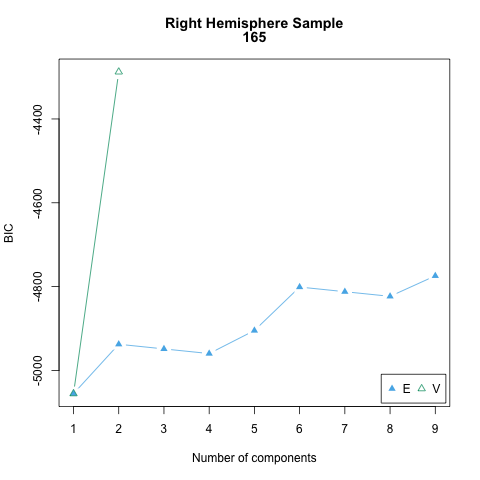 Right Hemisphere Sample
165
BIC
-4400
-4600
-4800
-5000
E V
1 2 3 4 5 6 7 8 9
Number of components